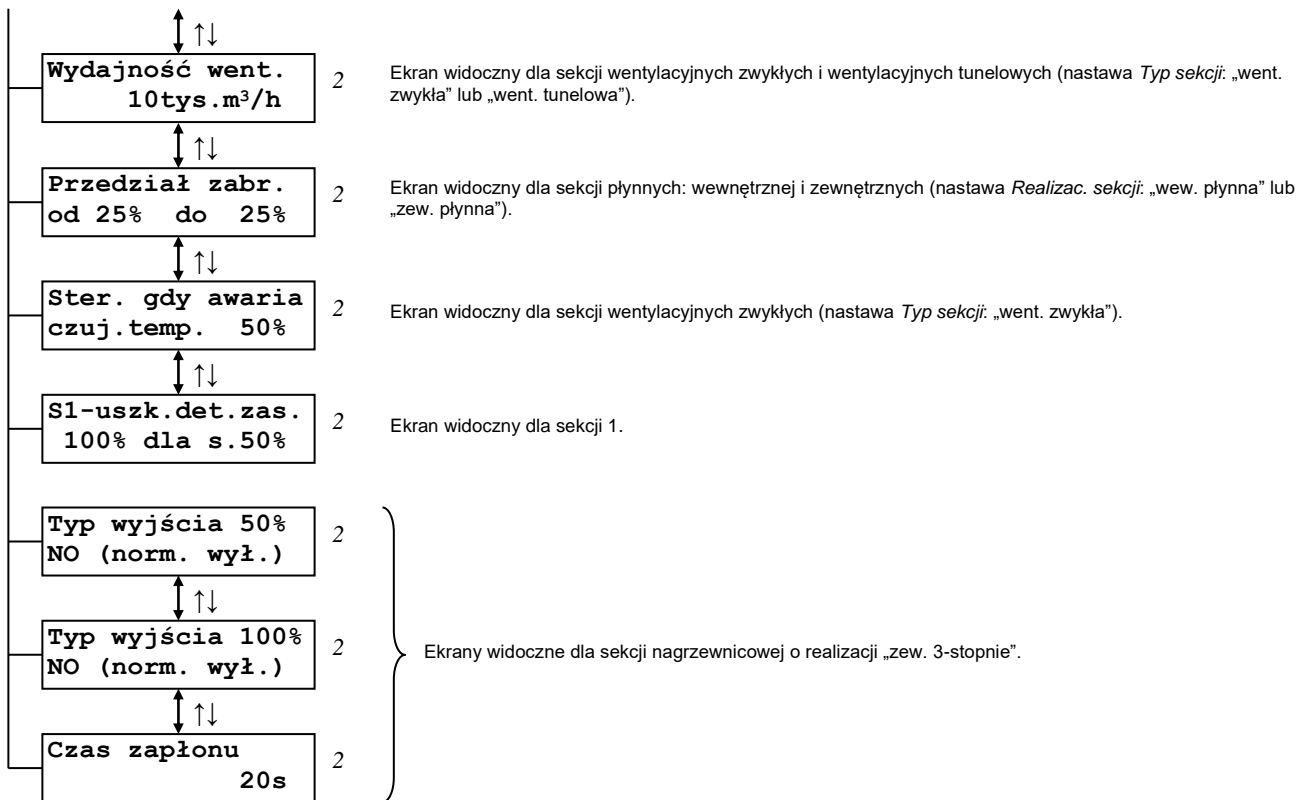 ↑↓
Wydajność went.
10tys.m³/h
2
Ekran widoczny dla sekcji wentylacyjnych zwykłych i wentylacyjnych tunelowych (nastawa Typ sekcji: „went.
zwykła” lub „went. tunelowa”).
↑↓
Przedział zabr.
od 25% do 25%
2
Ekran widoczny dla sekcji płynnych: wewnętrznej i zewnętrznych (nastawa Realizac. sekcji: „wew. płynna” lub
„zew. płynna”).
↑↓
Ster. gdy awaria
czuj.temp. 50%
2
Ekran widoczny dla sekcji wentylacyjnych zwykłych (nastawa Typ sekcji: „went. zwykła”).
↑↓
S1-uszk.det.zas.
100% dla s.50%
2
Ekran widoczny dla sekcji 1.
Typ wyjścia 50%
NO (norm. wył.)
2
↑↓
Typ wyjścia 100%
NO (norm. wył.)
2
Ekrany widoczne dla sekcji nagrzewnicowej o realizacji „zew. 3-stopnie”.
↑↓
Czas zapłonu
20s
2